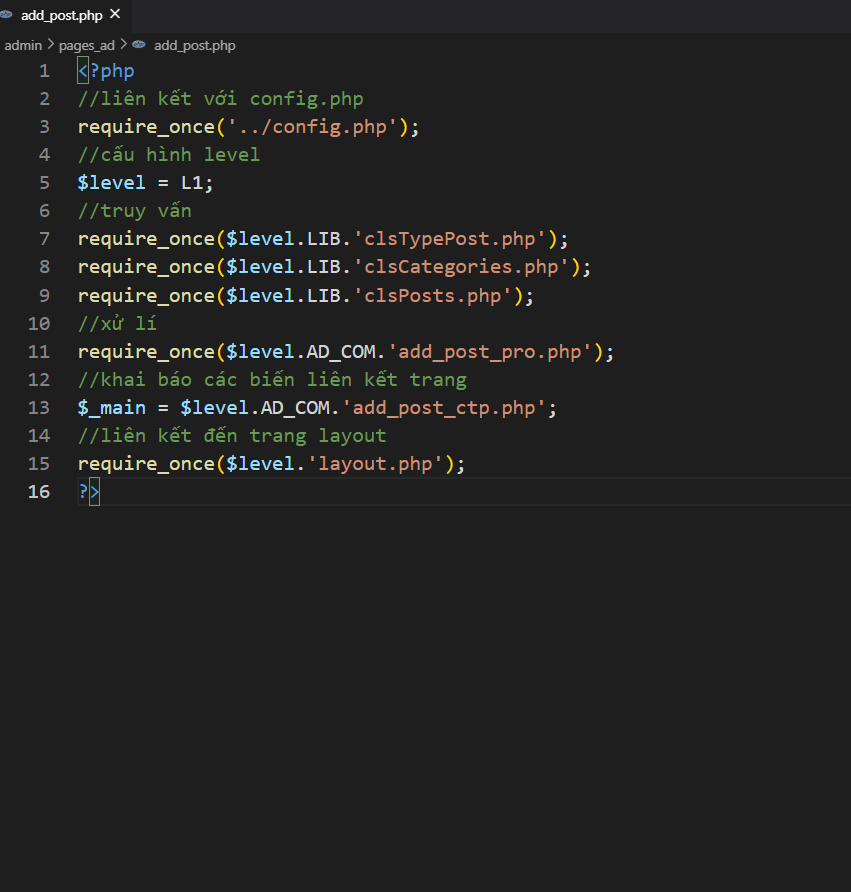 add_post.php ×
admin > pages_ad > add_post.php
1 <?php
2 //liên kết với config.php
3 require_once('../config.php');
4 //cấu hình level
5 $level = L1;
6 //truy vấn
7 require_once($level.LIB.'clsTypePost.php');
8 require_once($level.LIB.'clsCategories.php');
9 require_once($level.LIB.'clsPosts.php');
10 //xử lí
11 require_once($level.AD_COM.'add_post_pro.php');
12 //khai báo các biến liên kết trang
13 $_main = $level.AD_COM.'add_post_ctp.php';
14 //liên kết đến trang layout
15 require_once($level.'layout.php');
16 ?>